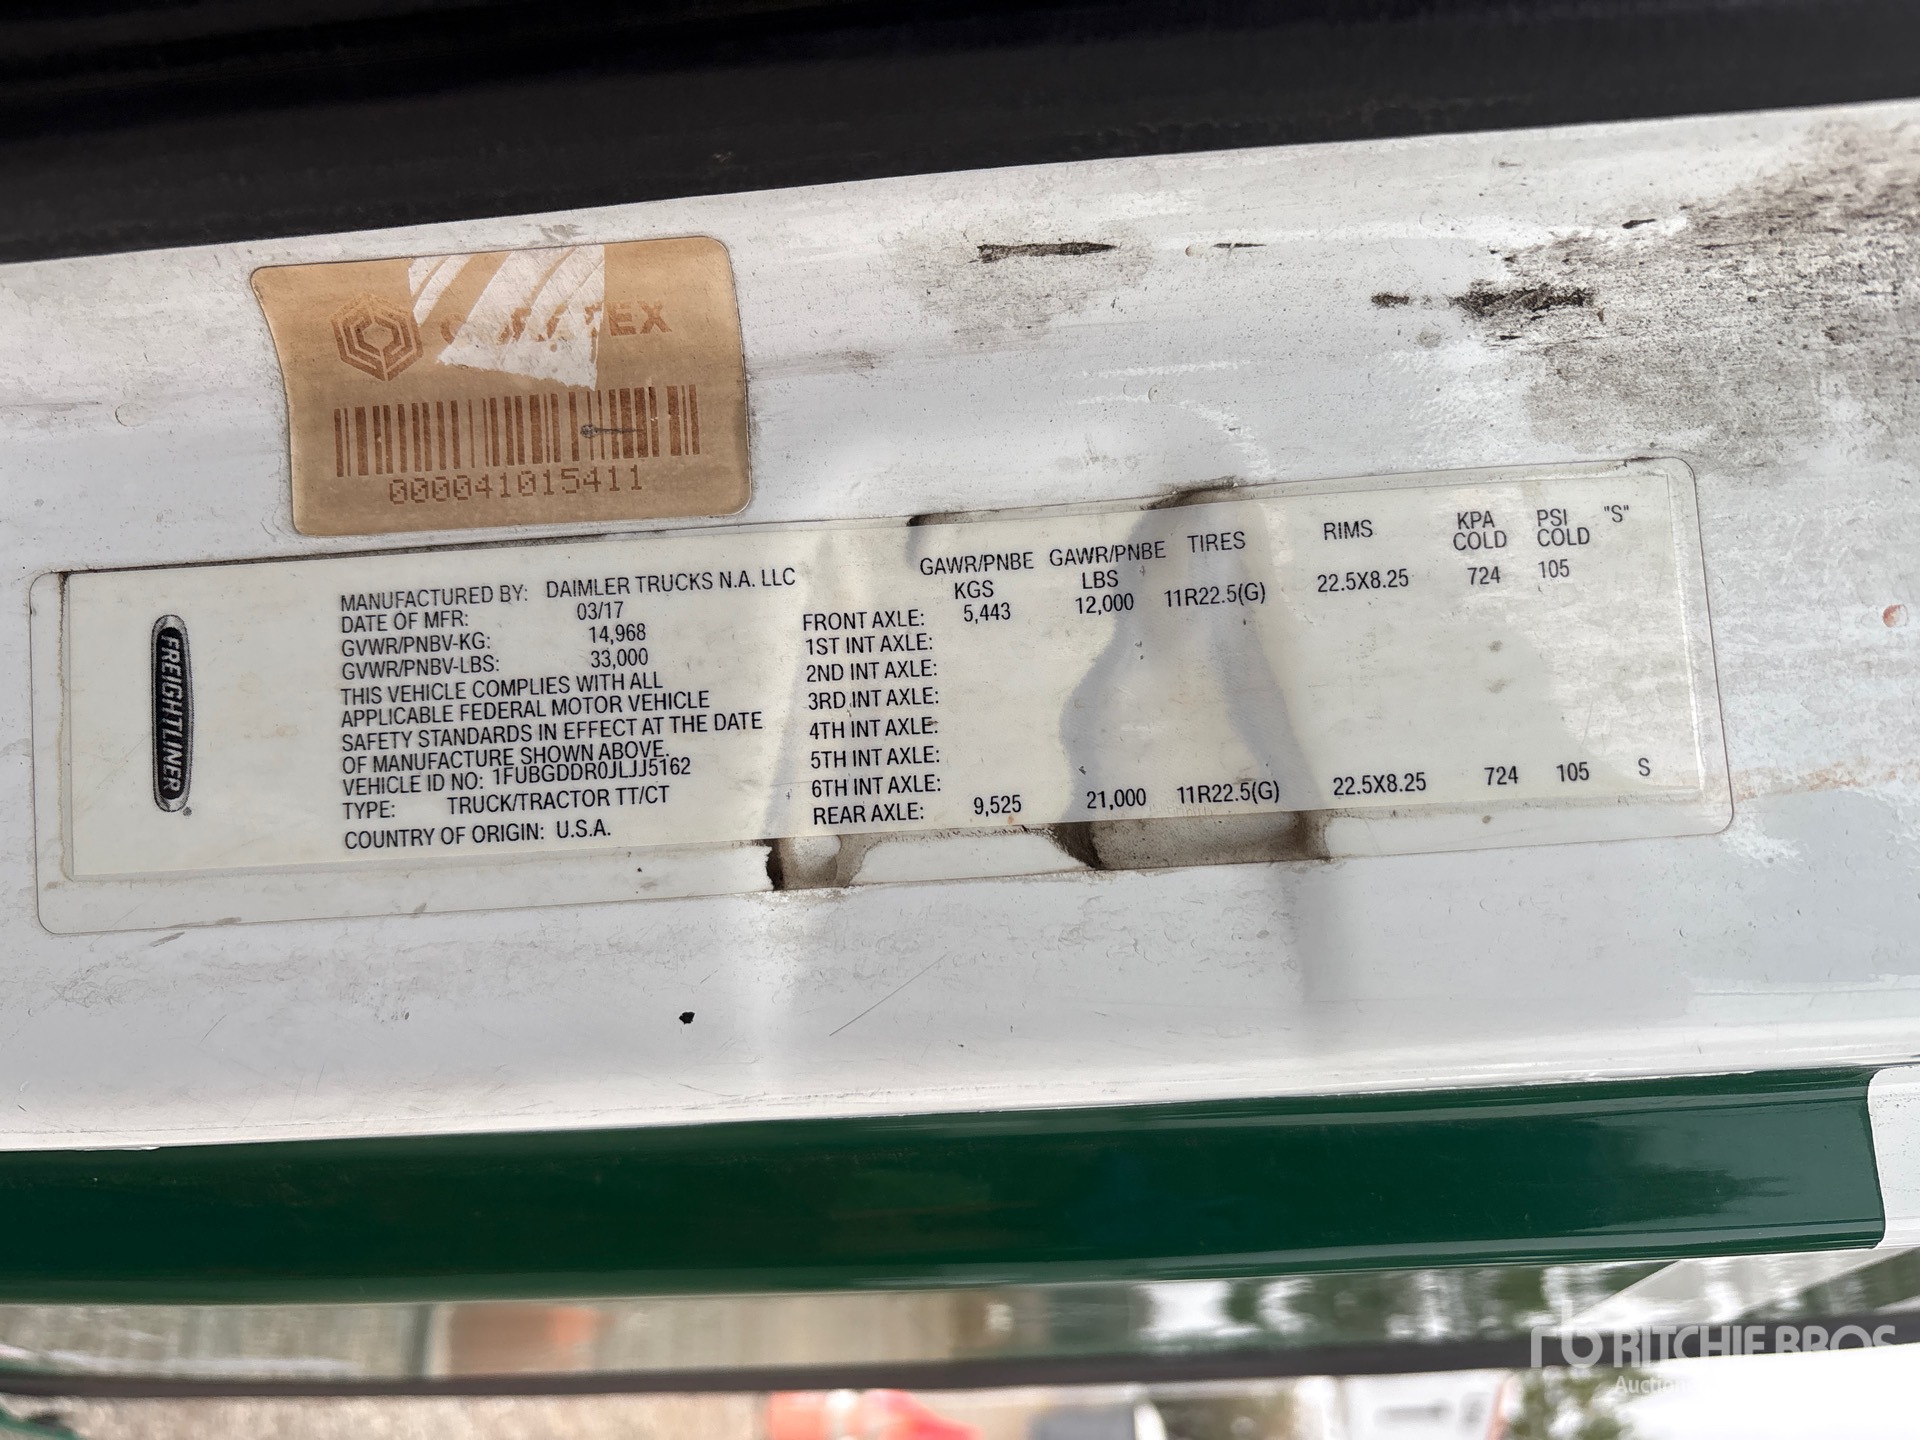 000041015411
FREIGHTLINER®
MANUFACTURED BY: DAIMLER TRUCKS N.A. LLC
DATE OF MFR: 03/17
GVWR/PNBV-KG: 14,968
GVWR/PNBV-LBS: 33,000
THIS VEHICLE COMPLIES WITH ALL
APPLICABLE FEDERAL MOTOR VEHICLE
SAFETY STANDARDS IN EFFECT AT THE DATE
OF MANUFACTURE SHOWN ABOVE.
VEHICLE ID NO: 1FUBGDDR0JLJJ5162
TYPE: TRUCK/TRACTOR TT/CT
COUNTRY OF ORIGIN: U.S.A.
GAWR/PNBE KGS GAWR/PNBE LBS TIRES RIMS KPA COLD PSI COLD "S"
FRONT AXLE: 5,443 12,000 11R22.5(G) 22.5X8.25 724 105
1ST INT AXLE:
2ND INT AXLE:
3RD INT AXLE:
4TH INT AXLE:
5TH INT AXLE:
6TH INT AXLE:
REAR AXLE: 9,525 21,000 11R22.5(G) 22.5X8.25 724 105 S
rb RITCHIE BROS